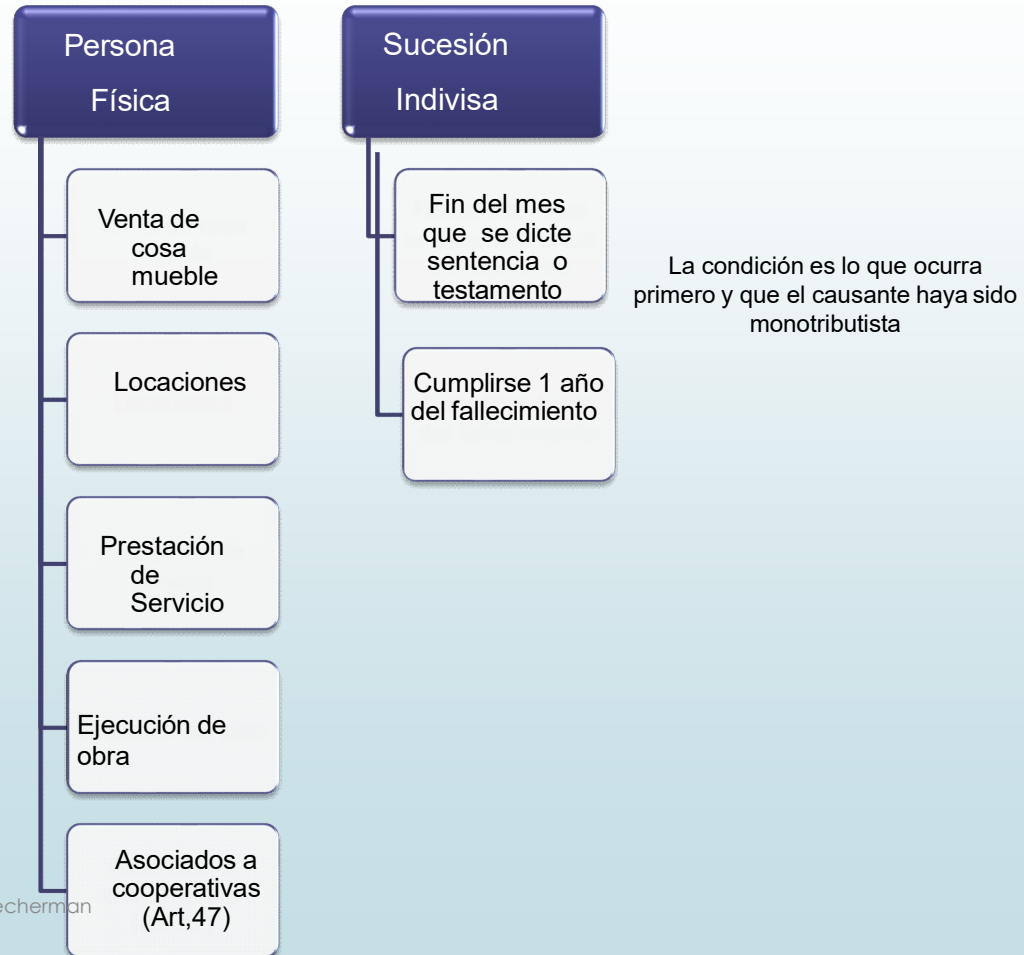 Persona
Física
Venta de
cosa
mueble
Locaciones
Prestación
de
Servicio
Ejecución de
obra
Asociados a
cooperativas
(Art,47)
Sucesión
Indivisa
Fin del mes
que se dicte
sentencia o
testamento
Cumplirse 1 año
del fallecimiento
La condición es lo que ocurra
primero y que el causante haya sido
monotributista
echerman